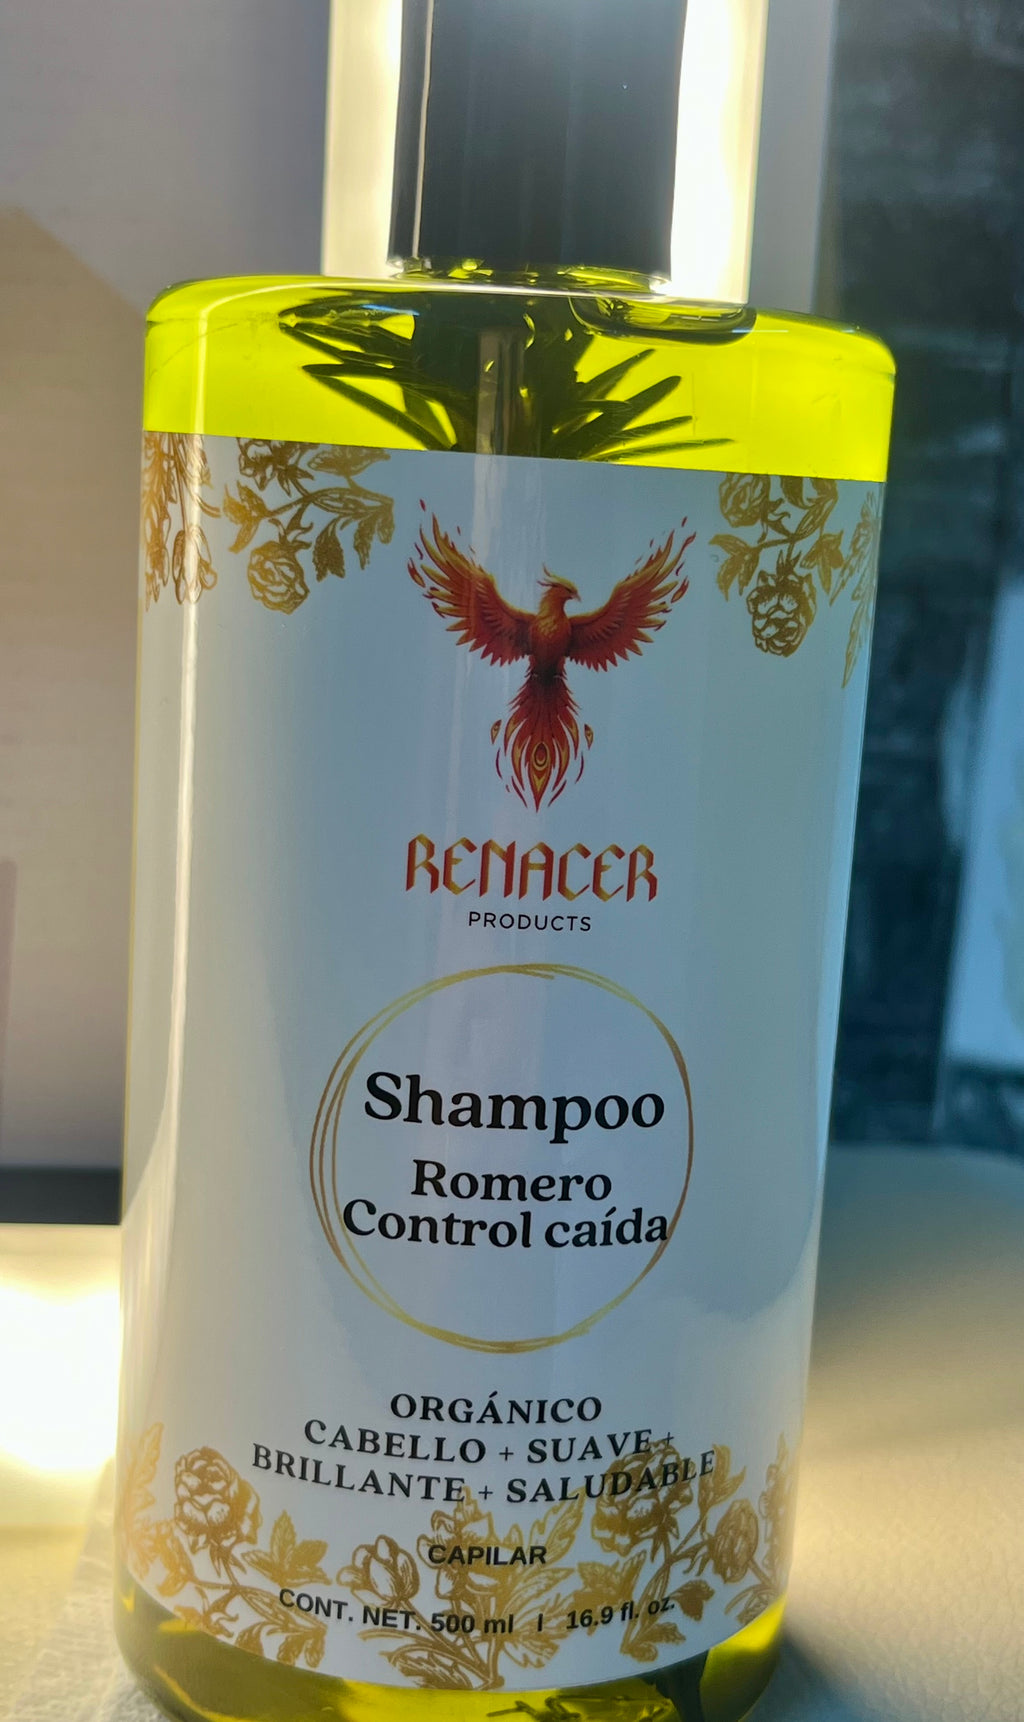 RENACER
PRODUCTS
Shampoo
Romero
Control caída
ORGÁNICO
CABELLO + SUAVE +
BRILLANTE + SALUDABLE
CAPILAR
CONT. NET. 500 ml I 16.9 fl. oz.